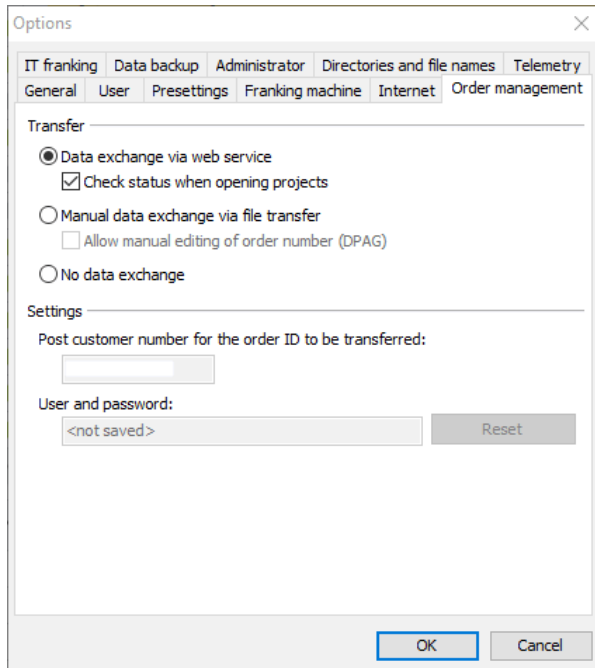 Options
IT franking Data backup Administrator Directories and file names Telemetry
General User Presettings Franking machine Internet Order management
Transfer
Data exchange via web service
Check status when opening projects
Manual data exchange via file transfer
Allow manual editing of order number (DPAG)
No data exchange
Settings
Post customer number for the order ID to be transferred:
User and password:
<not saved> Reset
OK Cancel